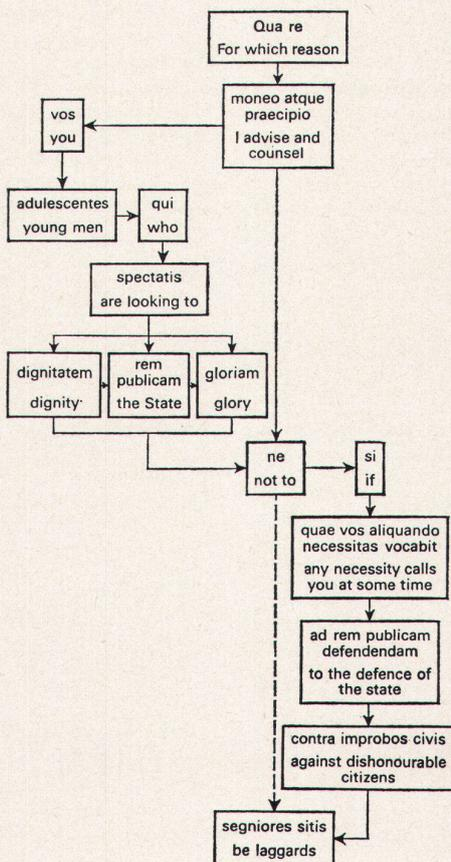 Qua re
For which reason
moneo atque
praecipio
I advise and
counsel
vos
you
adulescentes
young men
qui
who
spectatis
are looking to
dignitatem
dignity
rem
publicam
the State
gloriam
glory
ne
not to
si
if
quae vos aliquando
necessitas vocabit
any necessity calls
you at some time
ad rem publicam
defendendam
to the defence of
the state
contra improbos civis
against dishonourable
citizens
segniores sitis
be laggards